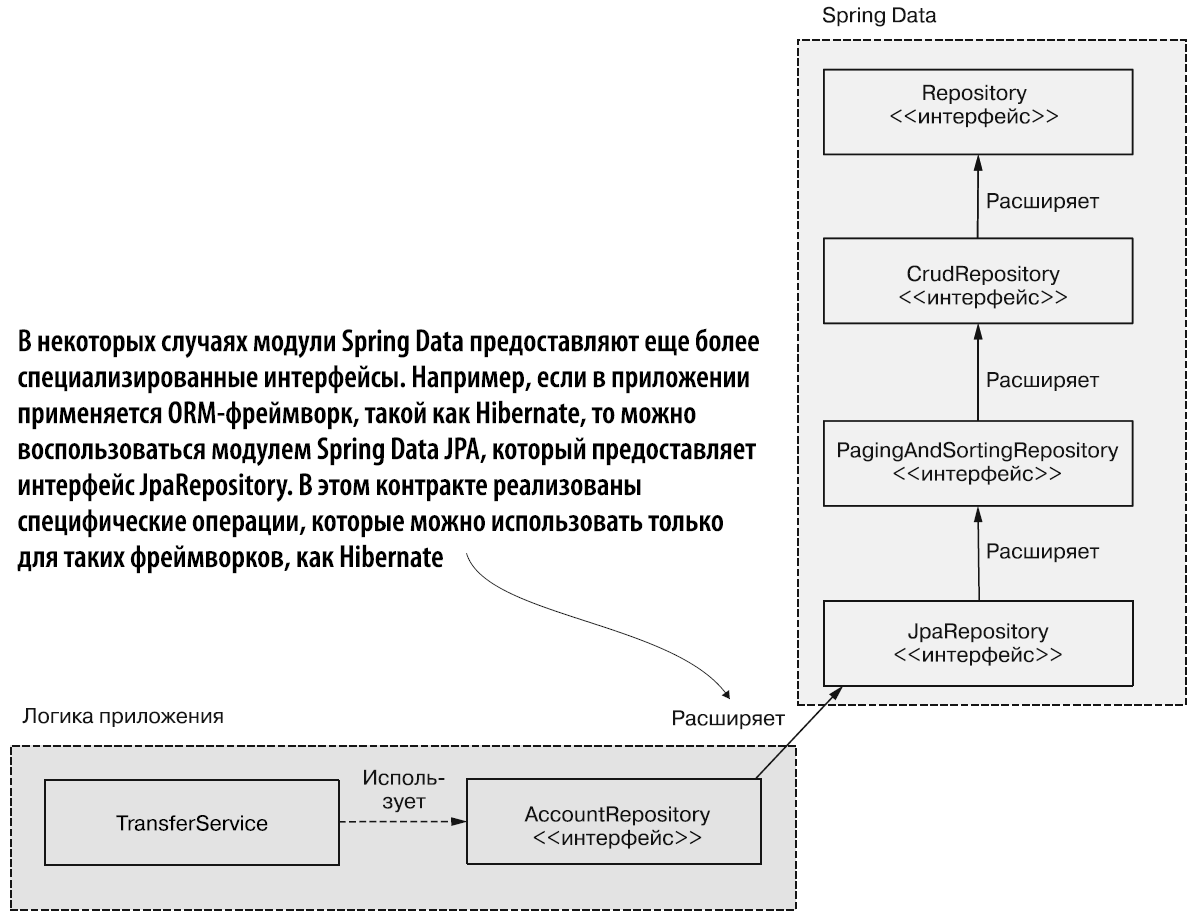 Spring Data
Repository
<<интерфейс>>
Расширяет
CrudRepository
<<интерфейс>>
Расширяет
PagingAndSortingRepository
<<интерфейс>>
Расширяет
JpaRepository
<<интерфейс>>
В некоторых случаях модули Spring Data предоставляют еще более
специализированные интерфейсы. Например, если в приложении
применяется ORM-фреймворк, такой как Hibernate, то можно
воспользоваться модулем Spring Data JPA, который предоставляет
интерфейс JpaRepository. В этом контракте реализованы
специфические операции, которые можно использовать только
для таких фреймворков, как Hibernate
Расширяет
Логика приложения
TransferService
Исполь-
зует
AccountRepository
<<интерфейс>>